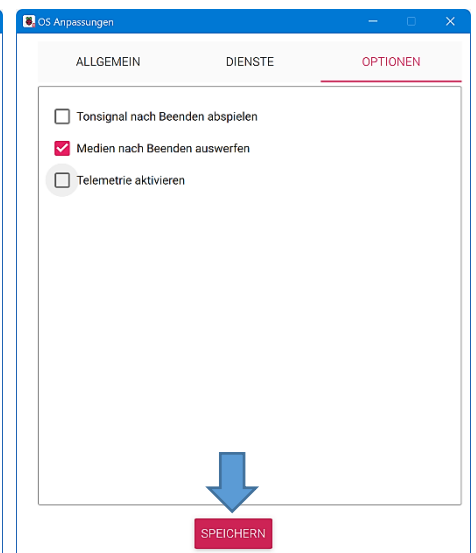 OS Anpassungen
ALLGEMEIN DIENSTE OPTIONEN
Tonsignal nach Beenden abspielen
Medien nach Beenden auswerfen
Telemetrie aktivieren
SPEICHERN